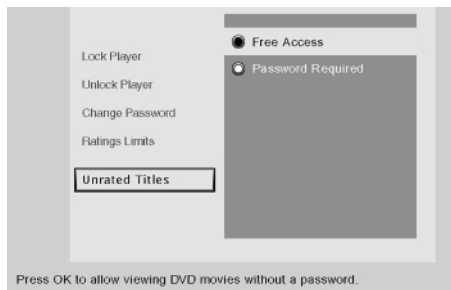 Lock Player
Unlock Player
Change Password
Ratings Limits
Unrated Titles
Free Access
Password Required
Press OK to allow viewing DVD movies without a password.